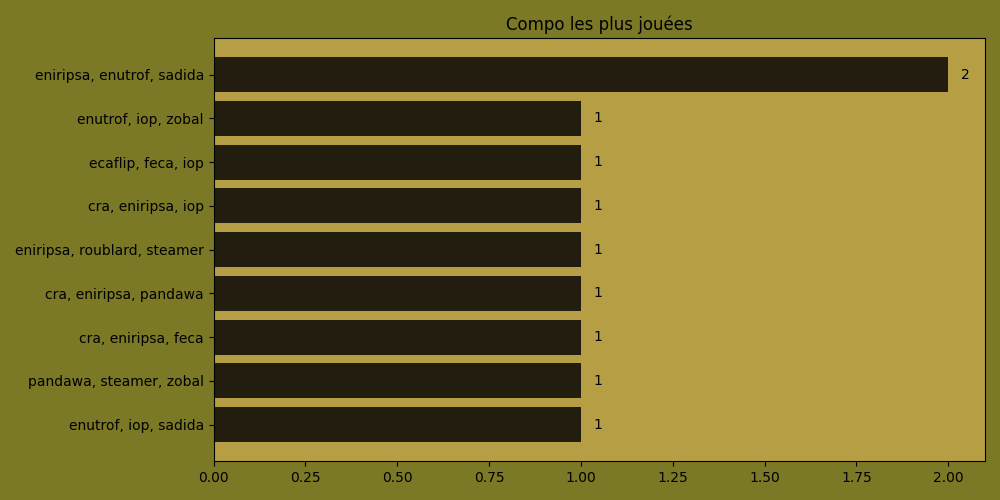 Compo les plus jouées
eniripsa, enutrof, sadida 2
enutrof, iop, zobal 1
ecaflip, feca, iop 1
cra, eniripsa, iop 1
eniripsa, roublard, steamer 1
cra, eniripsa, pandawa 1
cra, eniripsa, feca 1
pandawa, steamer, zobal 1
enutrof, iop, sadida 1
0.00 0.25 0.50 0.75 1.00 1.25 1.50 1.75 2.00